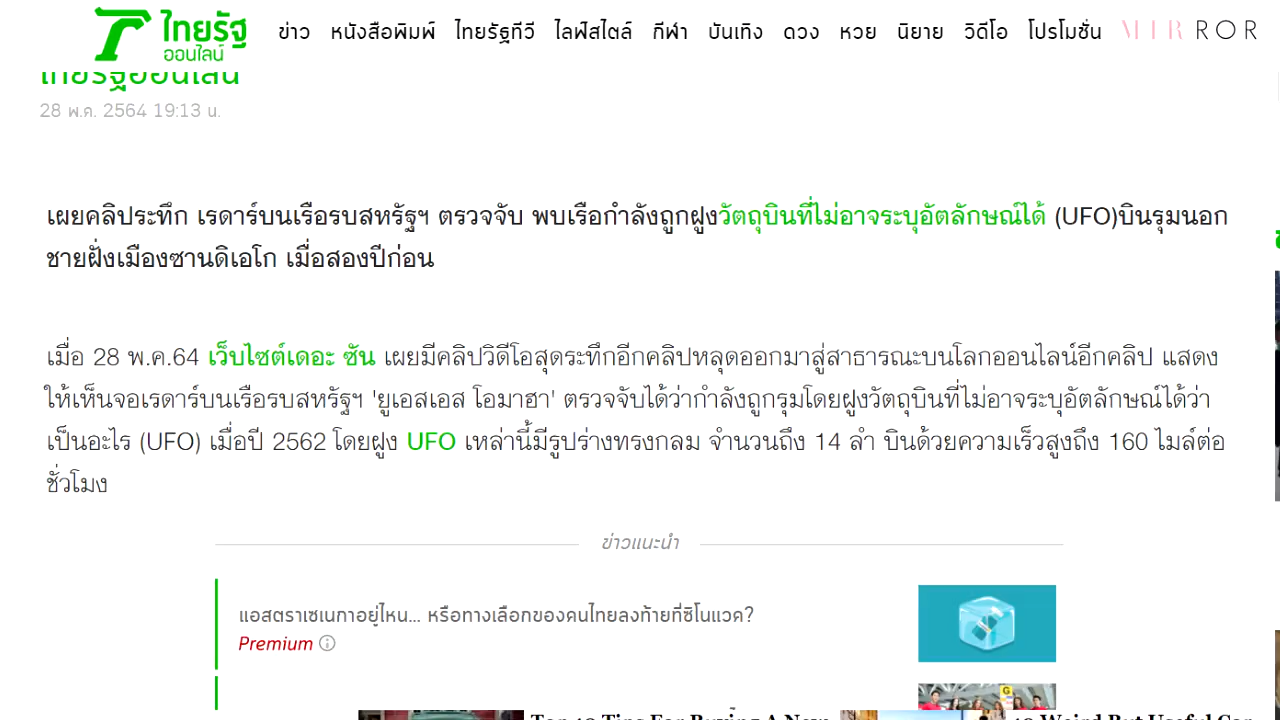 ไทยรัฐ
ออนไลน์
ข่าว หนังสือพิมพ์ ไทยรัฐทีวี ไลฟ์สไตล์ กีฬา บันเทิง ดวง หวย นิยาย วิดีโอ โปรโมชั่น MIRROR
ไทยรัฐออนไลน์
28 พ.ค. 2564 19:13 น.
เผยคลิประทึก เรดาร์บนเรือรบสหรัฐฯ ตรวจจับ พบเรือกำลังถูกฝูงวัตถุบินที่ไม่อาจระบุอัตลักษณ์ได้ (UFO)บินรุมนอก
ชายฝั่งเมืองซานดิเอโก เมื่อสองปีก่อน
เมื่อ 28 พ.ค.64 เว็บไซต์เดอะ ซัน เผยมีคลิปวิดีโอสุดระทึกอีกคลิปหลุดออกมาสู่สาธารณะบนโลกออนไลน์อีกคลิป แสดง
ให้เห็นจอเรดาร์บนเรือรบสหรัฐฯ 'ยูเอสเอส โอมาฮา' ตรวจจับได้ว่ากำลังถูกรุมโดยฝูงวัตถุบินที่ไม่อาจระบุอัตลักษณ์ได้ว่า
เป็นอะไร (UFO) เมื่อปี 2562 โดยฝูง UFO เหล่านี้มีรูปร่างทรงกลม จำนวนถึง 14 ลำ บินด้วยความเร็วสูงถึง 160 ไมล์ต่อ
ชั่วโมง
ข่าวแนะนำ
แอสตราเซเนกาอยู่ไหน... หรือทางเลือกของคนไทยลงท้ายที่ซิโนแวค?
Premium
Top 10 Tips For Buying A New
10 Weird But Useful Car